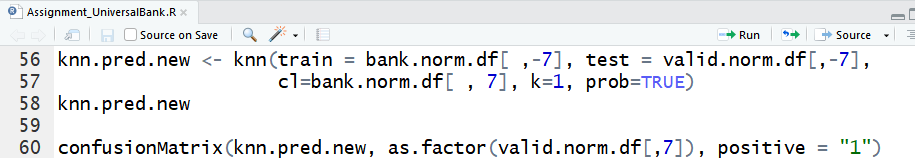 Assignment_UniversalBank.R
Source on Save Run Source
56 knn.pred.new <- knn(train = bank.norm.df[ ,-7], test = valid.norm.df[,-7],
57 cl=bank.norm.df[ , 7], k=1, prob=TRUE)
58 knn.pred.new
59
60 confusionMatrix(knn.pred.new, as.factor(valid.norm.df[,7]), positive = "1")